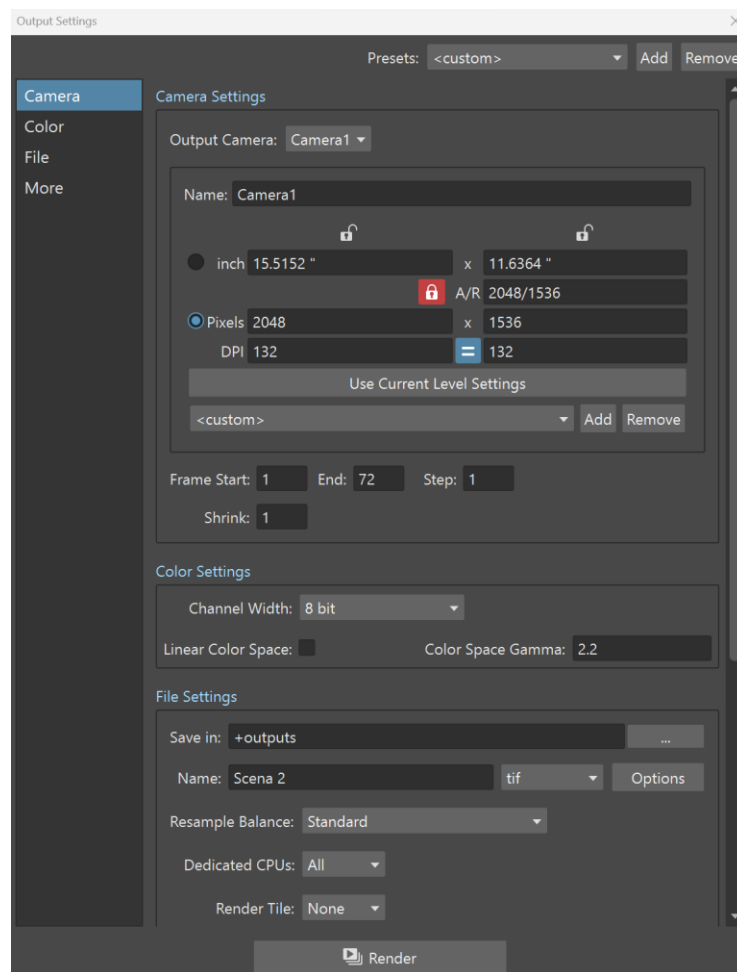 Output Settings
Presets: <custom> Add Remove
Camera
Color
File
More
Camera Settings
Output Camera: Camera1
Name: Camera1
inch 15.5152 " x 11.6364 "
A/R 2048/1536
Pixels 2048 x 1536
DPI 132 = 132
Use Current Level Settings
<custom> Add Remove
Frame Start: 1 End: 72 Step: 1
Shrink: 1
Color Settings
Channel Width: 8 bit
Linear Color Space: Color Space Gamma: 2.2
File Settings
Save in: +outputs ...
Name: Scena 2 tif Options
Resample Balance: Standard
Dedicated CPUs: All
Render Tile: None
Render